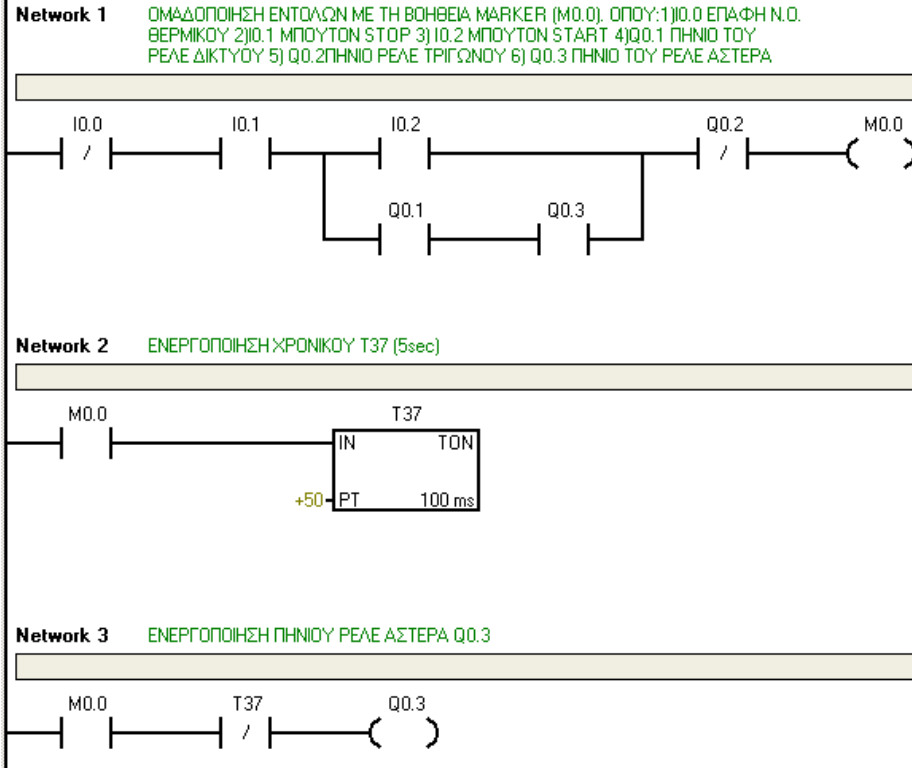 Network 1 ΟΜΑΔΟΠΟΙΗΣΗ ΕΝΤΟΛΩΝ ΜΕ ΤΗ ΒΟΗΘΕΙΑ MARKER (M0.0). ΟΠΟΥ:1)I0.0 ΕΠΑΦΗ N.O.
ΘΕΡΜΙΚΟΥ 2)I0.1 ΜΠΟΥΤΟΝ STOP 3) I0.2 ΜΠΟΥΤΟΝ START 4)Q0.1 ΠΗΝΙΟ ΤΟΥ
ΡΕΛΕ ΔΙΚΤΥΟΥ 5) Q0.2ΠΗΝΙΟ ΡΕΛΕ ΤΡΙΓΩΝΟΥ 6) Q0.3 ΠΗΝΙΟ ΤΟΥ ΡΕΛΕ ΑΣΤΕΡΑ
I0.0 I0.1 I0.2 Q0.2 M0.0
/ /
Q0.1 Q0.3
Network 2 ΕΝΕΡΓΟΠΟΙΗΣΗ ΧΡΟΝΙΚΟΥ T37 (5sec)
M0.0 T37
IN TON
+50 PT 100 ms
Network 3 ΕΝΕΡΓΟΠΟΙΗΣΗ ΠΗΝΙΟΥ ΡΕΛΕ ΑΣΤΕΡΑ Q0.3
M0.0 T37 Q0.3
/